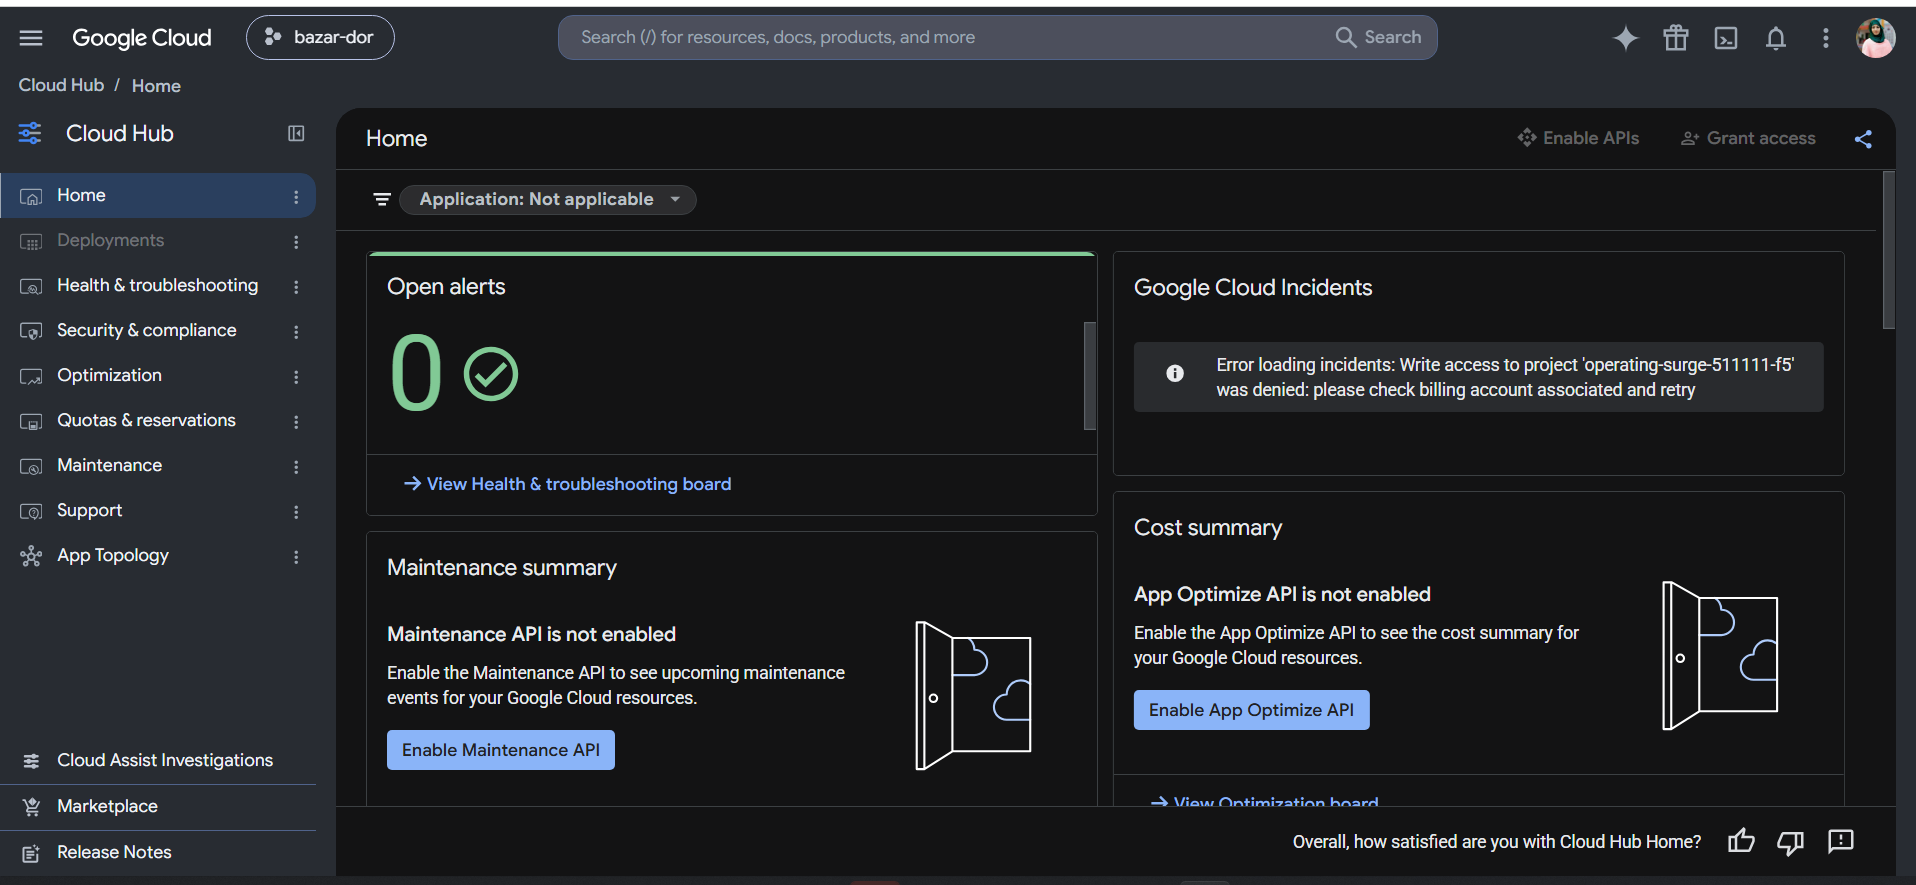 Google Cloud
bazar-dor
Search (/) for resources, docs, products, and more
Search
Cloud Hub / Home
Cloud Hub
Home
Deployments
Health & troubleshooting
Security & compliance
Optimization
Quotas & reservations
Maintenance
Support
App Topology
Cloud Assist Investigations
Marketplace
Release Notes
Home
Enable APIs
Grant access
Application: Not applicable
Open alerts
0
View Health & troubleshooting board
Google Cloud Incidents
Error loading incidents: Write access to project 'operating-surge-511111-f5'
was denied: please check billing account associated and retry
Maintenance summary
Maintenance API is not enabled
Enable the Maintenance API to see upcoming maintenance
events for your Google Cloud resources.
Enable Maintenance API
Cost summary
App Optimize API is not enabled
Enable the App Optimize API to see the cost summary for
your Google Cloud resources.
Enable App Optimize API
View Optimization board
Overall, how satisfied are you with Cloud Hub Home?